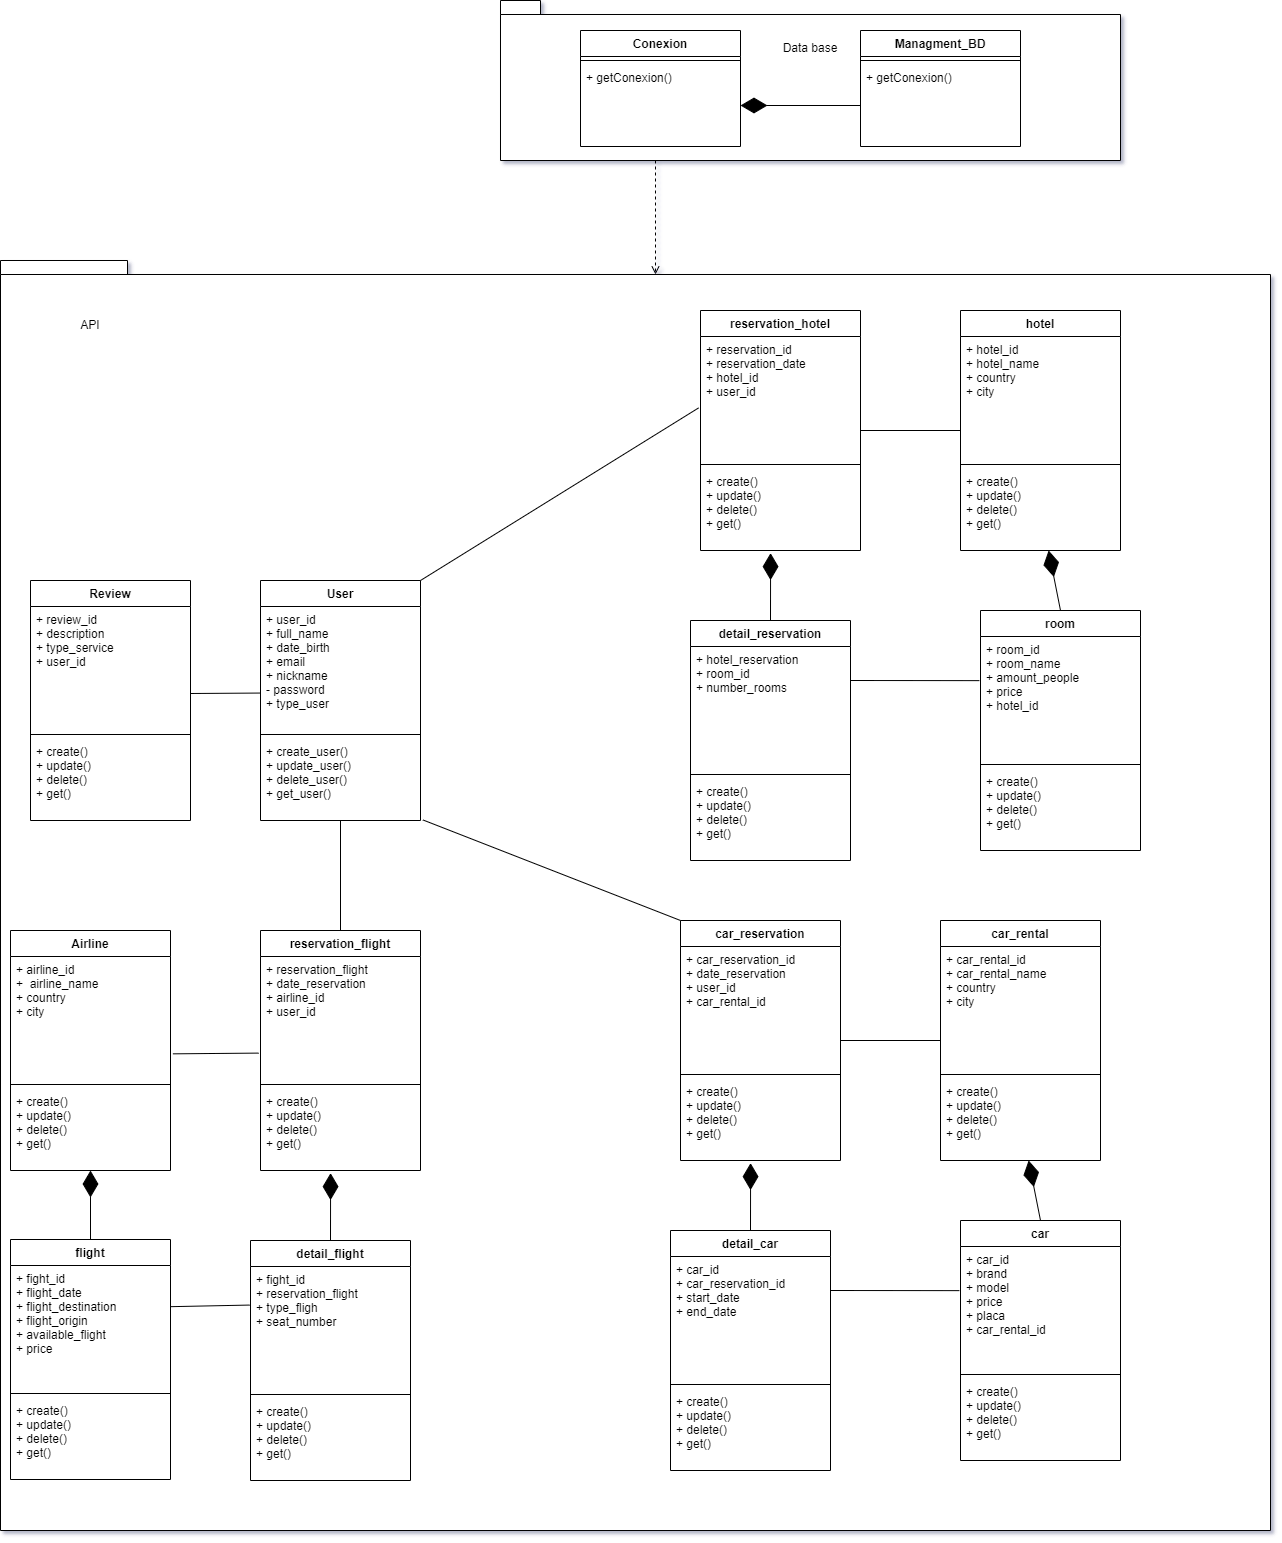 Conexion
+ getConexion()
Data base
Managment_BD
+ getConexion()
API
reservation_hotel
+ reservation_id
+ reservation_date
+ hotel_id
+ user_id
+ create()
+ update()
+ delete()
+ get()
hotel
+ hotel_id
+ hotel_name
+ country
+ city
+ create()
+ update()
+ delete()
+ get()
Review
+ review_id
+ description
+ type_service
+ user_id
+ create()
+ update()
+ delete()
+ get()
User
+ user_id
+ full_name
+ date_birth
+ email
+ nickname
- password
+ type_user
+ create_user()
+ update_user()
+ delete_user()
+ get_user()
detail_reservation
+ hotel_reservation
+ room_id
+ number_rooms
+ create()
+ update()
+ delete()
+ get()
room
+ room_id
+ room_name
+ amount_people
+ price
+ hotel_id
+ create()
+ update()
+ delete()
+ get()
Airline
+ airline_id
+ airline_name
+ country
+ city
+ create()
+ update()
+ delete()
+ get()
reservation_flight
+ reservation_flight
+ date_reservation
+ airline_id
+ user_id
+ create()
+ update()
+ delete()
+ get()
car_reservation
+ car_reservation_id
+ date_reservation
+ user_id
+ car_rental_id
+ create()
+ update()
+ delete()
+ get()
car_rental
+ car_rental_id
+ car_rental_name
+ country
+ city
+ create()
+ update()
+ delete()
+ get()
flight
+ fight_id
+ flight_date
+ flight_destination
+ flight_origin
+ available_flight
+ price
+ create()
+ update()
+ delete()
+ get()
detail_flight
+ fight_id
+ reservation_flight
+ type_fligh
+ seat_number
+ create()
+ update()
+ delete()
+ get()
detail_car
+ car_id
+ car_reservation_id
+ start_date
+ end_date
+ create()
+ update()
+ delete()
+ get()
car
+ car_id
+ brand
+ model
+ price
+ placa
+ car_rental_id
+ create()
+ update()
+ delete()
+ get()